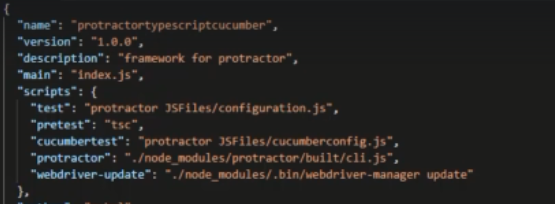 {
"name": "protractortypescriptcucumber",
"version": "1.0.0",
"description": "framework for protractor",
"main": "index.js",
"scripts": {
"test": "protractor JSFiles/configuration.js",
"pretest": "tsc",
"cucumbertest": "protractor JSFiles/cucumberconfig.js",
"protractor": "./node_modules/protractor/built/cli.js",
"webdriver-update": "./node_modules/.bin/webdriver-manager update"
},